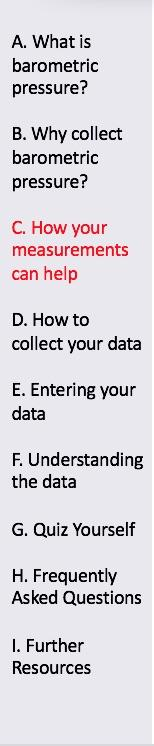 A. What is
barometric
pressure?
B. Why collect
barometric
pressure?
C. How your
measurements
can help
D. How to
collect your data
E. Entering your
data
F. Understanding
the data
G. Quiz Yourself
H. Frequently
Asked Questions
I. Further
Resources